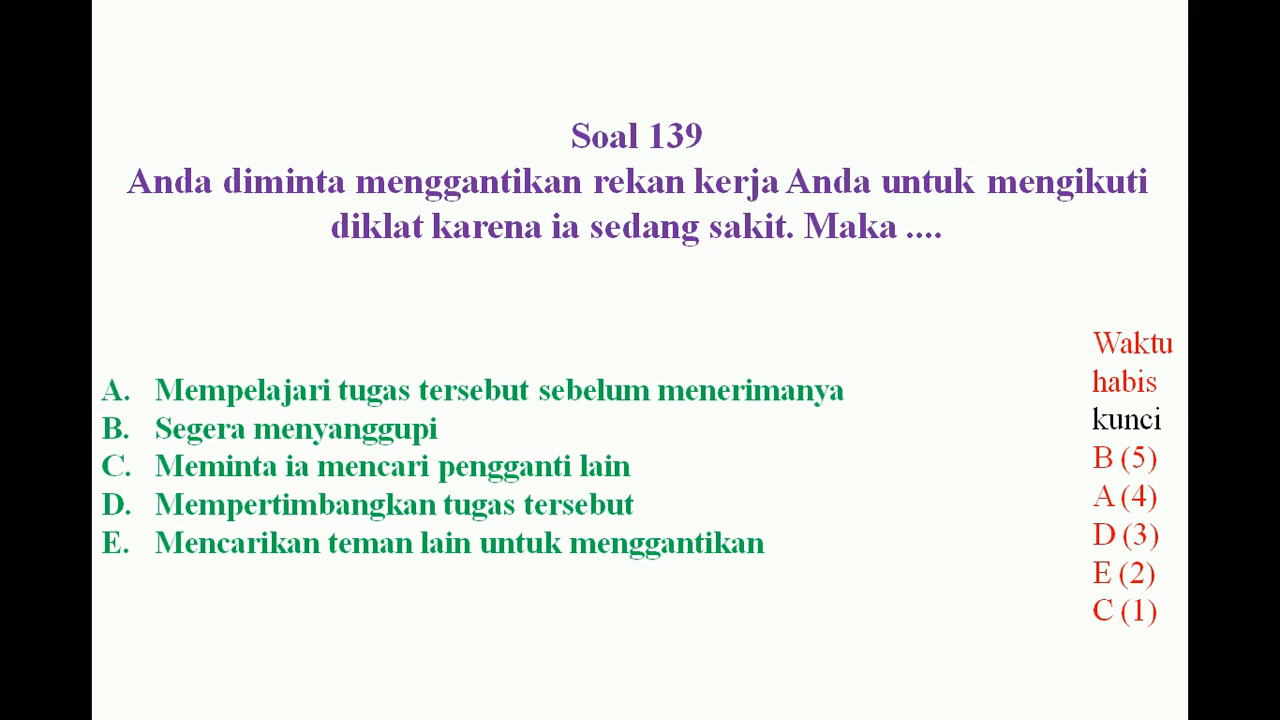 Soal 139
Anda diminta menggantikan rekan kerja Anda untuk mengikuti
diklat karena ia sedang sakit. Maka ....
A. Mempelajari tugas tersebut sebelum menerimanya
B. Segera menyanggupi
C. Meminta ia mencari pengganti lain
D. Mempertimbangkan tugas tersebut
E. Mencarikan teman lain untuk menggantikan
Waktu
habis
kunci
B (5)
A (4)
D (3)
E (2)
C (1)